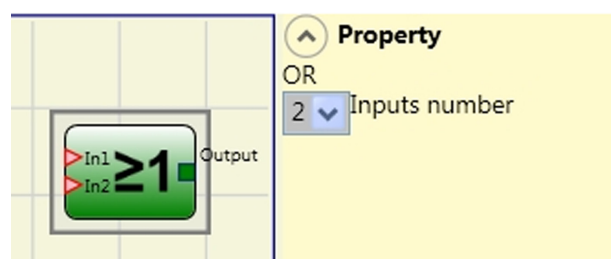 Property
OR
2 Inputs number
In1
In2
≥1
Output